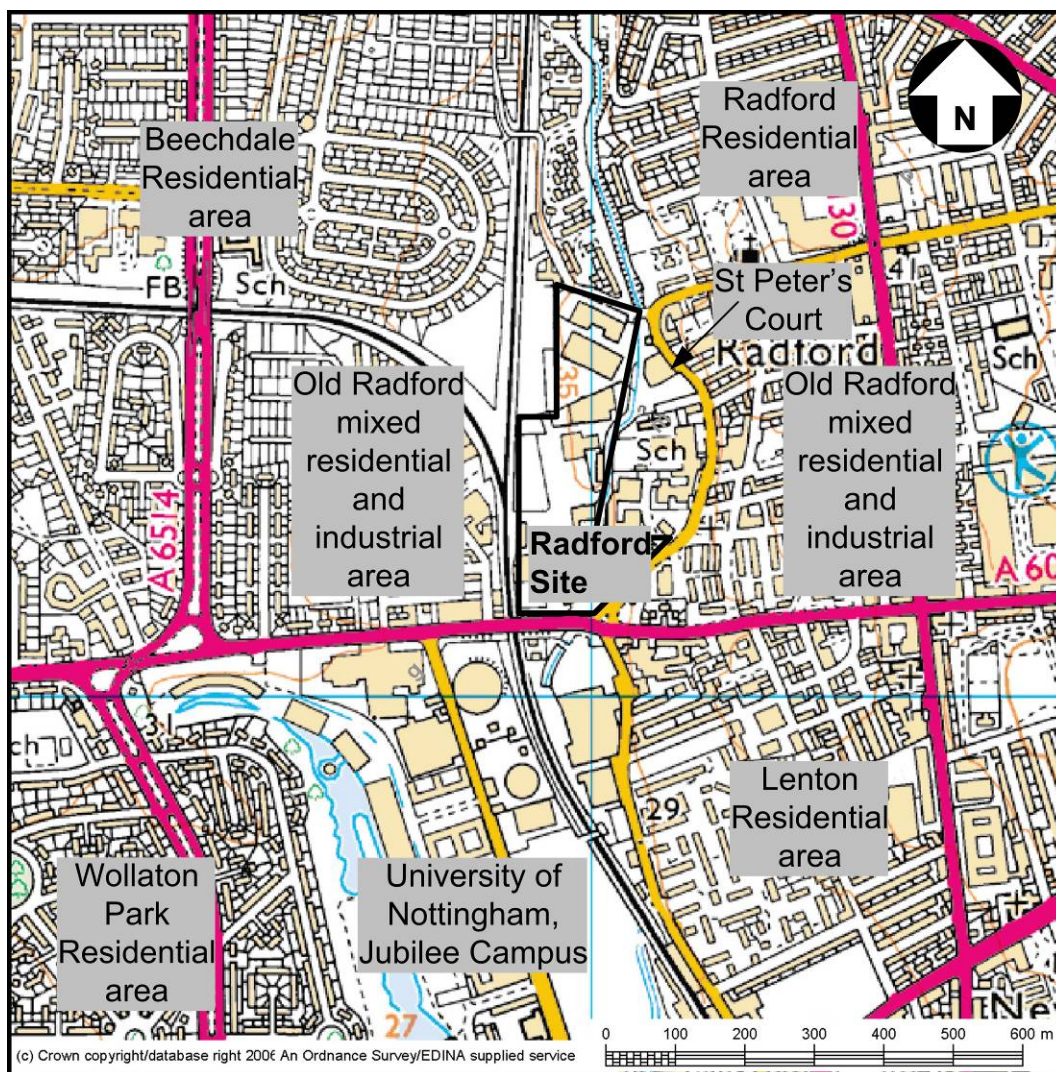 Beechdale
Residential
area
Radford
Residential
area
N
A 6514
FB
Sch
St Peter's
Court
Radford
41
Sch
Old Radford
mixed
residential
and
industrial
area
35
Sch
Old Radford
mixed
residential
and
industrial
area
Radford
Site
A 60
Lenton
Residential
area
29
Wollaton
Park
Residential
area
University of
Nottingham,
Jubilee Campus
27
Ne
0 100 200 300 400 500 600 m
(c) Crown copyright/database right 2006 An Ordnance Survey/EDINA supplied service